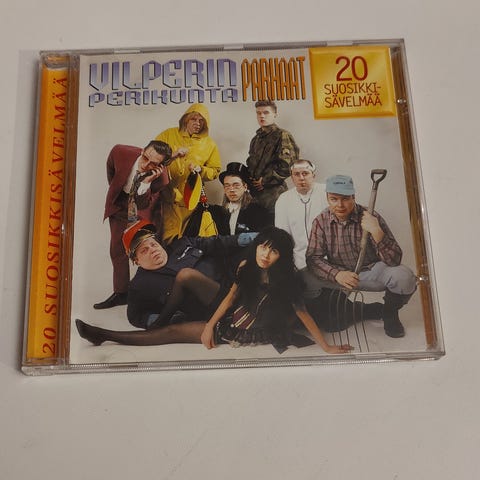 VILPERIN
PERIKUNTA
PARHAAT
20
SUOSIKKI-
SÄVELMÄÄ
20 SUOSIKKISÄVELMÄÄ